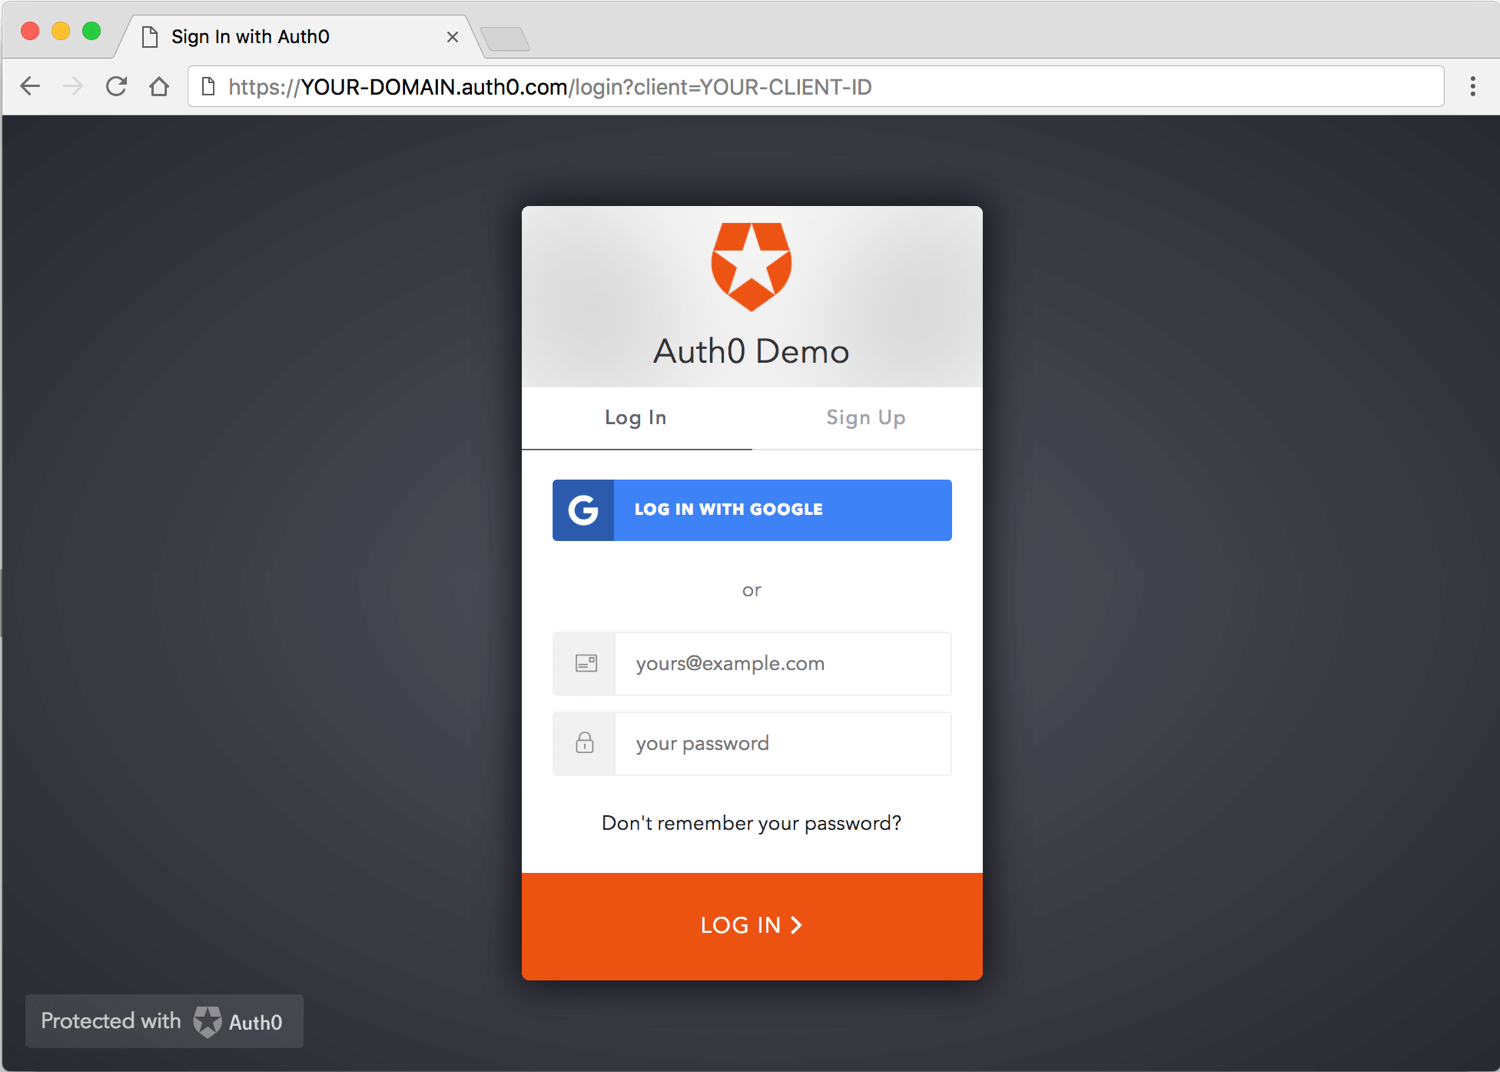 Sign In with Auth0
https://YOUR-DOMAIN.auth0.com/login?client=YOUR-CLIENT-ID
Auth0 Demo
Log In
Sign Up
G
LOG IN WITH GOOGLE
or
yours@example.com
your password
Don't remember your password?
LOG IN
Protected with Auth0